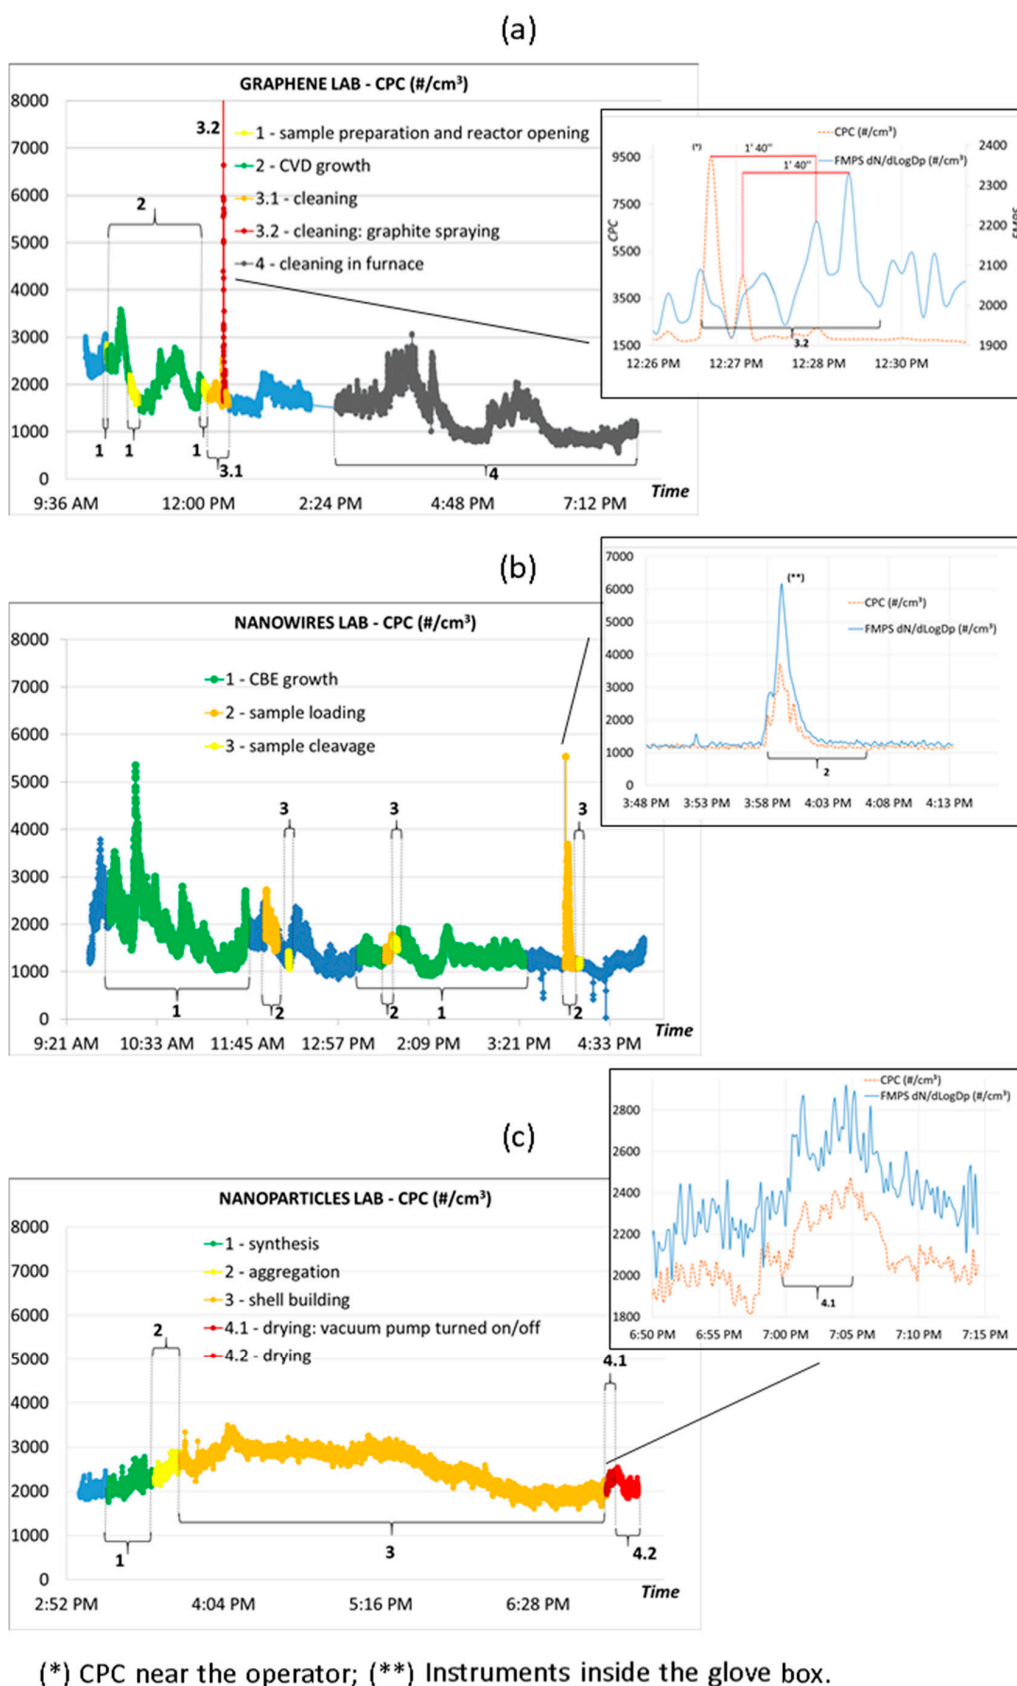 (a)
GRAPHENE LAB - CPC (#/cm³)
8000
7000
6000
5000
4000
3000
2000
1000
0
3.2
1 - sample preparation and reactor opening
2 - CVD growth
3.1 - cleaning
3.2 - cleaning: graphite spraying
4 - cleaning in furnace
2
1
1
1
3.1
4
Time
9:36 AM
12:00 PM
2:24 PM
4:48 PM
7:12 PM
CPC (#/cm³)
FMPS dN/dLogDp (#/cm³)
(*)
1' 40"
1' 40"
9500
7500
5500
3500
1500
CPC
2400
2300
2200
2100
2000
1900
FMPS
3.2
12:26 PM
12:27 PM
12:28 PM
12:30 PM
(b)
NANOWIRES LAB - CPC (#/cm³)
8000
7000
6000
5000
4000
3000
2000
1000
0
1 - CBE growth
2 - sample loading
3 - sample cleavage
3
3
3
1
2
2
1
2
Time
9:21 AM
10:33 AM
11:45 AM
12:57 PM
2:09 PM
3:21 PM
4:33 PM
7000
6000
5000
4000
3000
2000
1000
0
(**)
CPC (#/cm³)
FMPS dN/dLogDp (#/cm³)
2
3:48 PM
3:53 PM
3:58 PM
4:03 PM
4:08 PM
4:13 PM
(c)
NANOPARTICLES LAB - CPC (#/cm³)
8000
7000
6000
5000
4000
3000
2000
1000
0
1 - synthesis
2 - aggregation
3 - shell building
4.1 - drying: vacuum pump turned on/off
4.2 - drying
2
4.1
1
3
4.2
Time
2:52 PM
4:04 PM
5:16 PM
6:28 PM
CPC (#/cm³)
FMPS dN/dLogDp (#/cm³)
2800
2600
2400
2200
2000
1800
4.1
6:50 PM
6:55 PM
7:00 PM
7:05 PM
7:10 PM
7:15 PM
(*) CPC near the operator; (**) Instruments inside the glove box.